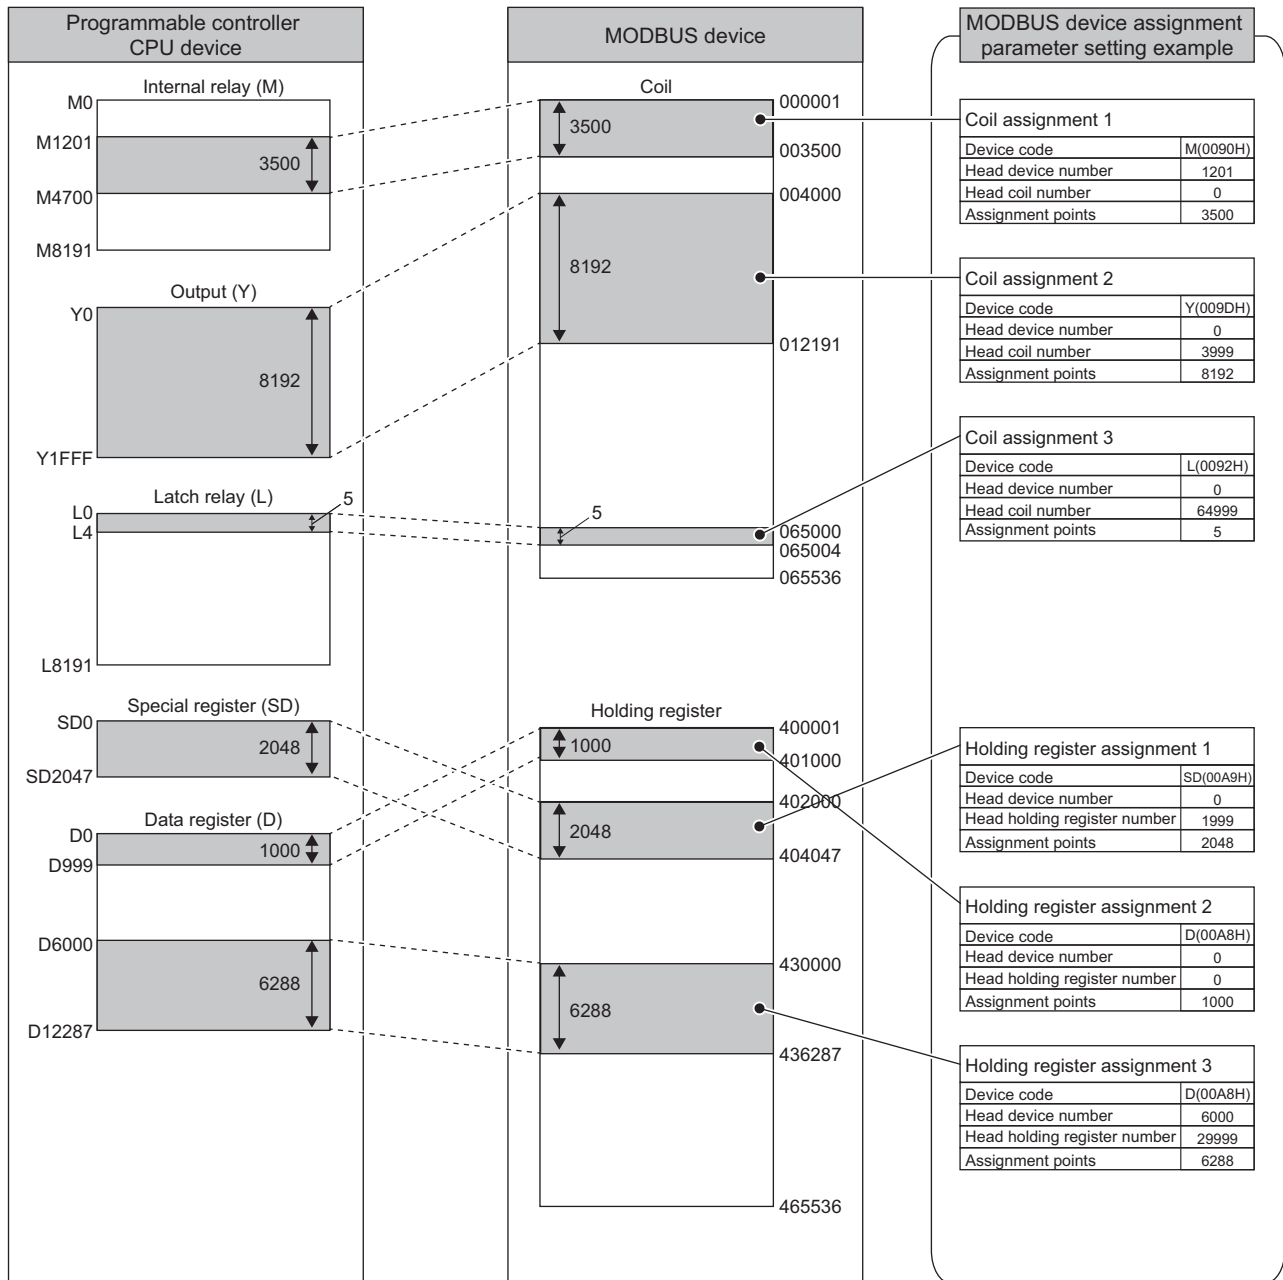 Programmable controller
CPU device
Internal relay (M)
M0
M1201
3500
M4700
M8191
Output (Y)
Y0
8192
Y1FFF
Latch relay (L)
5
L0
L4
L8191
Special register (SD)
SD0
2048
SD2047
Data register (D)
D0
1000
D999
D6000
6288
D12287
MODBUS device
Coil
000001
3500
003500
004000
8192
012191
5
065000
065004
065536
Holding register
400001
1000
401000
402000
2048
404047
430000
6288
436287
465536
MODBUS device assignment
parameter setting example
Coil assignment 1
Device code M(0090H)
Head device number 1201
Head coil number 0
Assignment points 3500
Coil assignment 2
Device code Y(009DH)
Head device number 0
Head coil number 3999
Assignment points 8192
Coil assignment 3
Device code L(0092H)
Head device number 0
Head coil number 64999
Assignment points 5
Holding register assignment 1
Device code SD(00A9H)
Head device number 0
Head holding register number 1999
Assignment points 2048
Holding register assignment 2
Device code D(00A8H)
Head device number 0
Head holding register number 0
Assignment points 1000
Holding register assignment 3
Device code D(00A8H)
Head device number 6000
Head holding register number 29999
Assignment points 6288